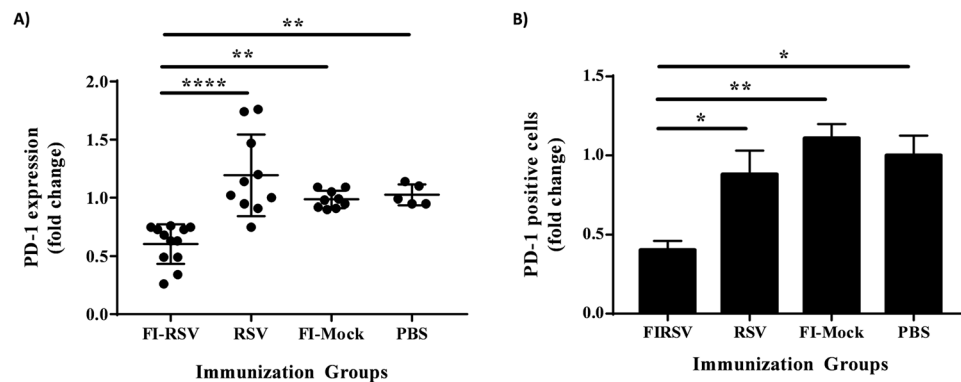 A)
**
**
****
2.0
1.5
1.0
0.5
0.0
PD-1 expression
(fold change)
FI-RSV RSV FI-Mock PBS
Immunization Groups
B)
*
**
*
1.5
1.0
0.5
0.0
PD-1 positive cells
(fold change)
FIRSV RSV FI-Mock PBS
Immunization Groups